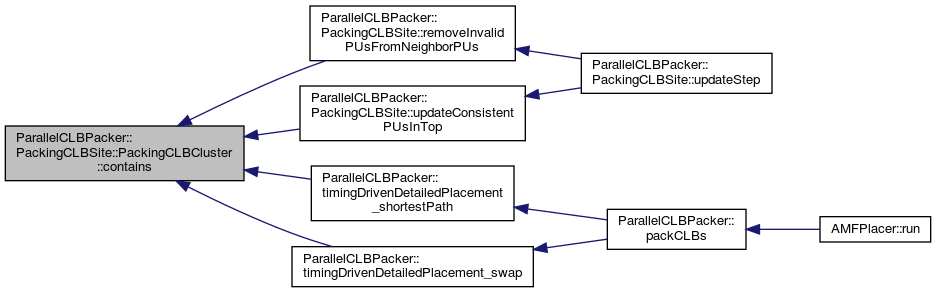 ParallelCLBPacker::
PackingCLBSite::removeInvalid
PUsFromNeighborPUs
ParallelCLBPacker::
PackingCLBSite::updateStep
ParallelCLBPacker::
PackingCLBSite::updateConsistent
PUsInTop
ParallelCLBPacker::
PackingCLBSite::PackingCLBCluster
::contains
ParallelCLBPacker::
timingDrivenDetailedPlacement
_shortestPath
ParallelCLBPacker::
packCLBs
AMFPlacer::run
ParallelCLBPacker::
timingDrivenDetailedPlacement_swap